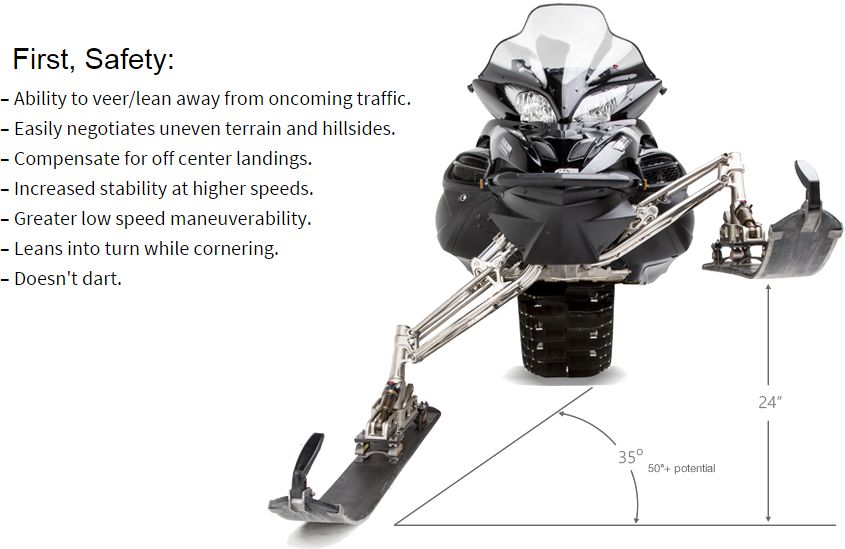 First, Safety:
– Ability to veer/lean away from oncoming traffic.
– Easily negotiates uneven terrain and hillsides.
– Compensate for off center landings.
– Increased stability at higher speeds.
– Greater low speed maneuverability.
– Leans into turn while cornering.
– Doesn't dart.
24”
35°
50°+ potential